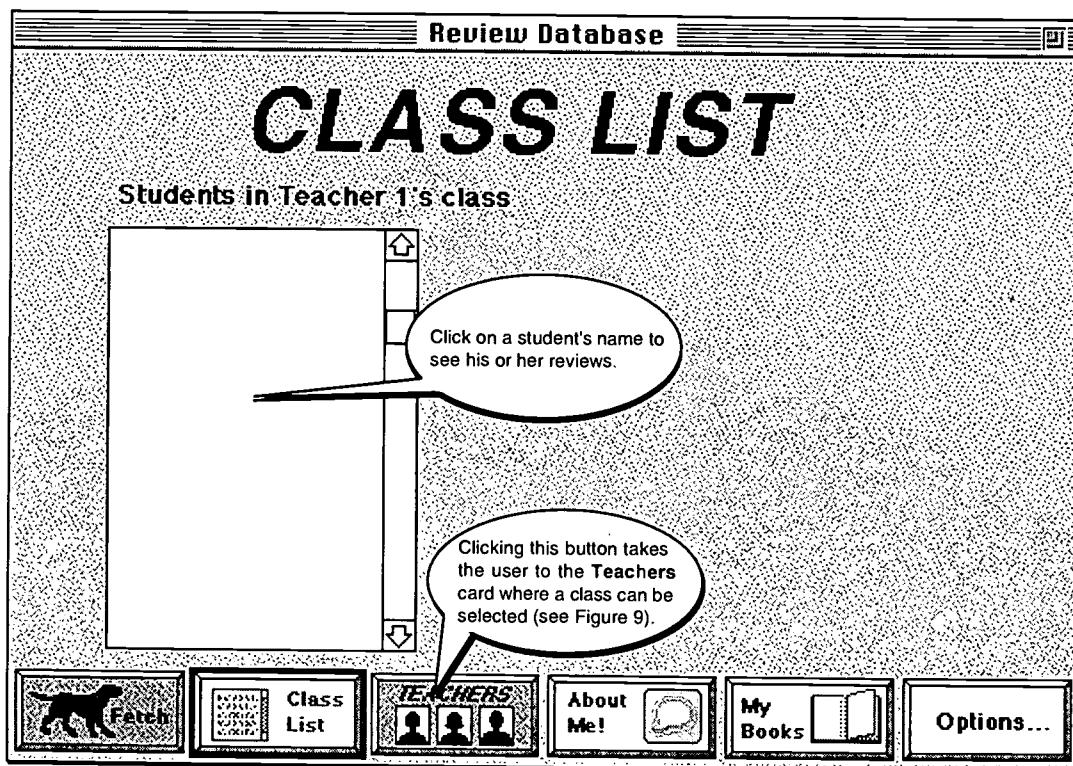 Review Database
CLASS LIST
Students in Teacher 1's class
Click on a student's name to
see his or her reviews.
Clicking this button takes
the user to the Teachers
card where a class can be
selected (see Figure 9).
Fetch
Class
List
TEACHERS
About
Me!
My
Books
Options...